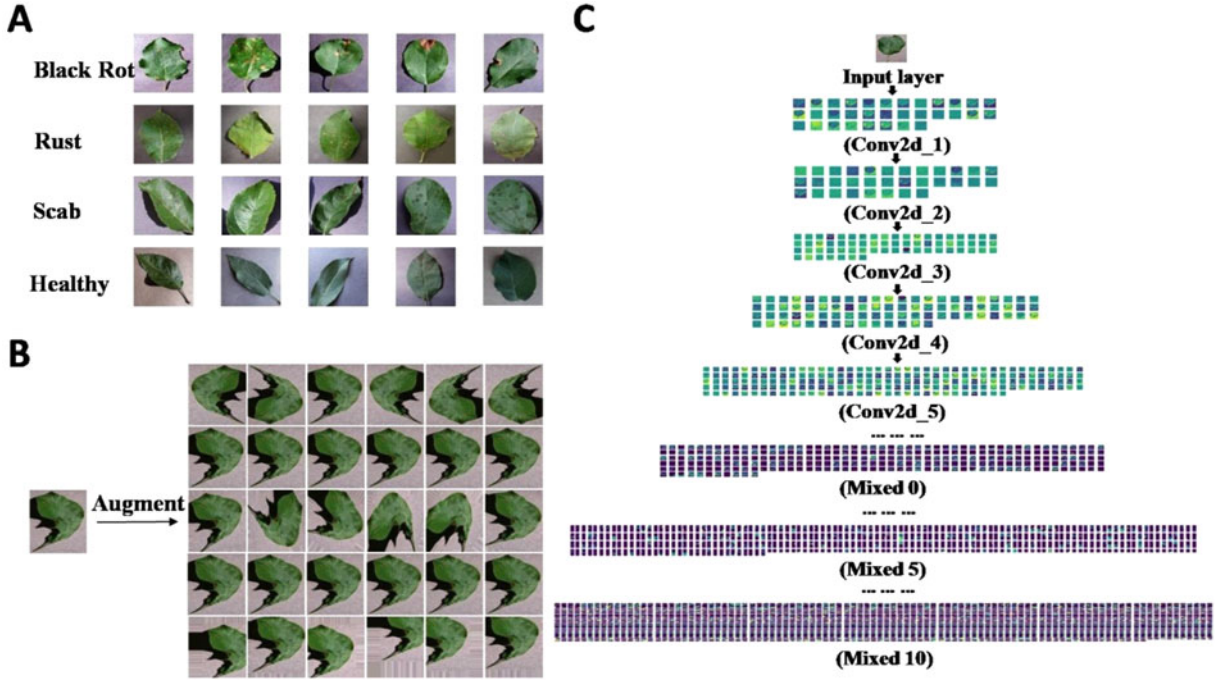 A
Black Rot
Rust
Scab
Healthy
B
Augment
C
Input layer
(Conv2d_1)
(Conv2d_2)
(Conv2d_3)
(Conv2d_4)
(Conv2d_5)
... ... ...
(Mixed 0)
... ... ...
(Mixed 5)
... ... ...
(Mixed 10)